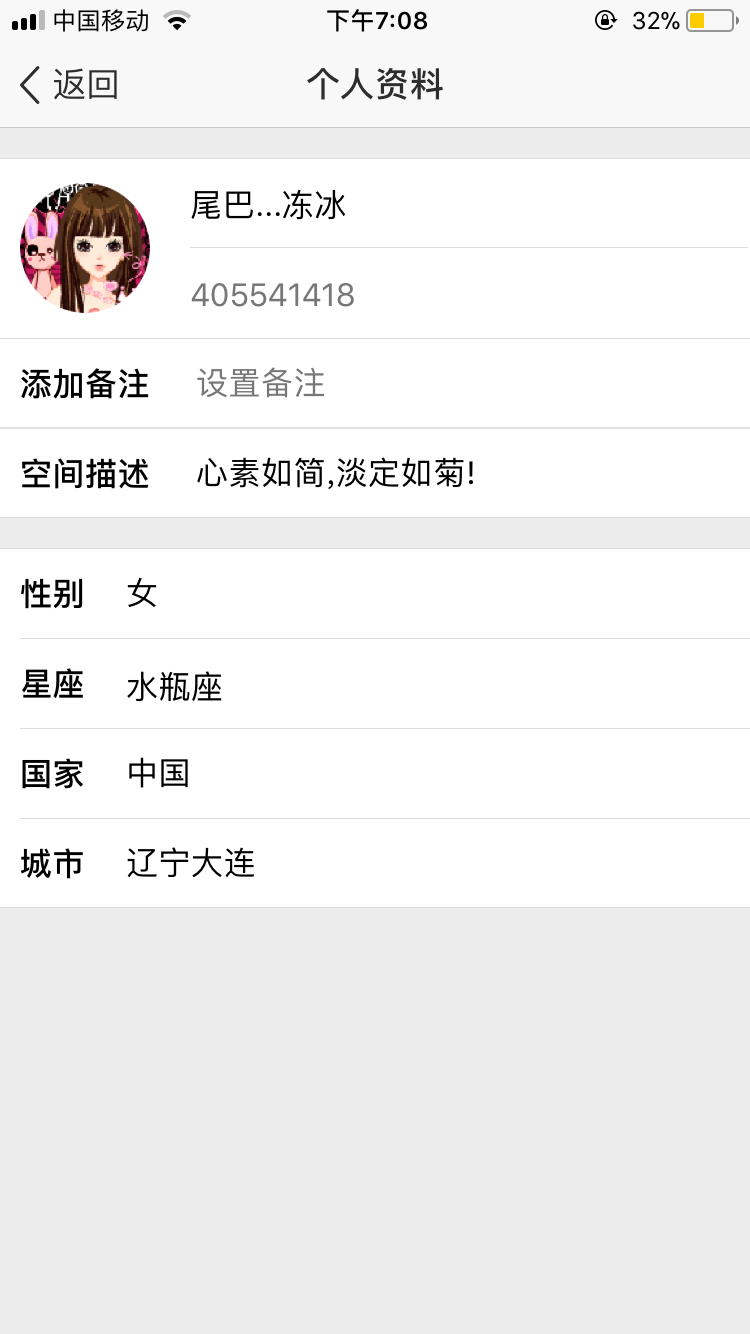 中国移动 下午7:08 32%
返回 个人资料
尾巴...冻冰
405541418
添加备注 设置备注
空间描述 心素如简,淡定如菊!
性别 女
星座 水瓶座
国家 中国
城市 辽宁大连